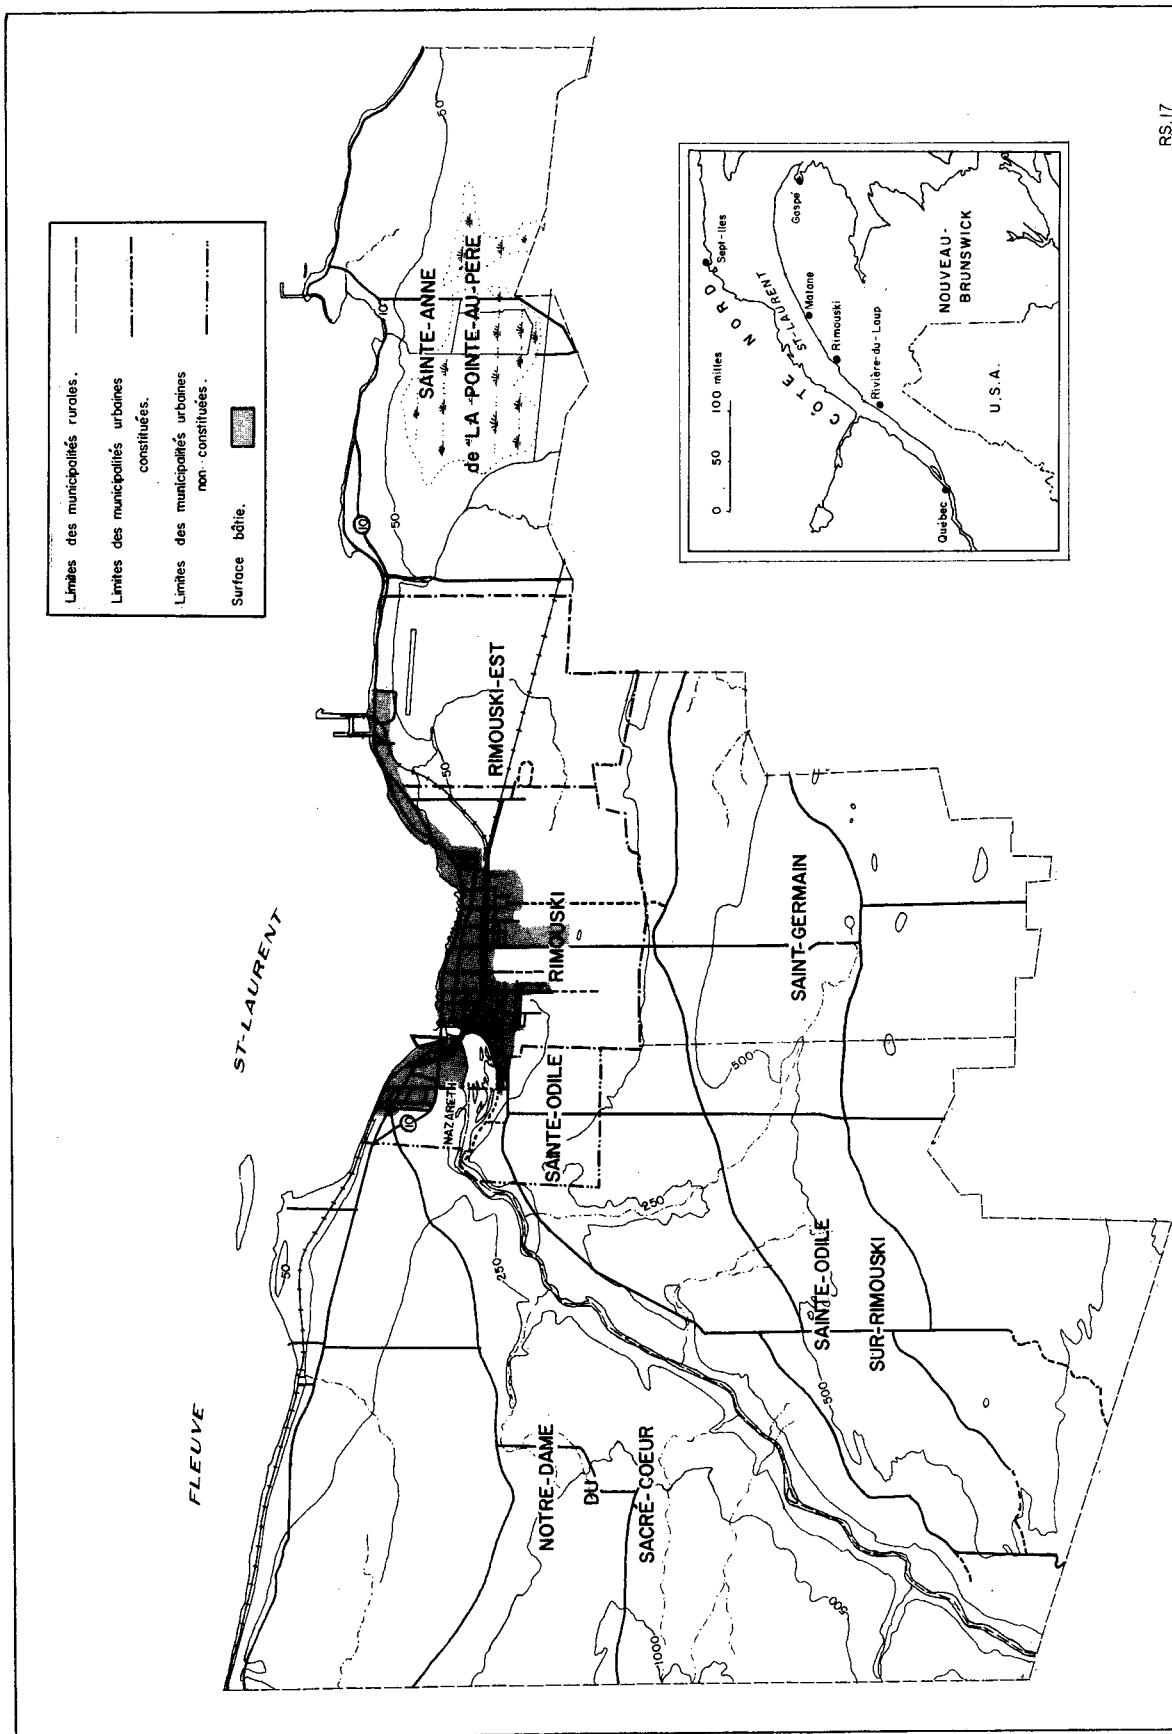 Limites des municipalités rurales.
Limites des municipalités urbaines
constituées.
Limites des municipalités urbaines
non-constituées.
Surface bâtie.
FLEUVE
ST-LAURENT
SAINTE-ANNE
de LA POINTE-AU-PÈRE
RIMOUSKI-EST
RIMOUSKI
NAZARETH
SAINTE-ODILE
SAINT-GERMAIN
SAINTE-ODILE
SUR-RIMOUSKI
NOTRE-DAME
DU
SACRÉ-COEUR
10
10
10
50
50
50
50
250
250
500
500
500
1000
0 50 100 milles
CÔTE NORD
ST-LAURENT
Sept-Iles
Gaspé
Matane
Rimouski
Rivière-du-Loup
Québec
NOUVEAU-
BRUNSWICK
U.S.A.
RS.17